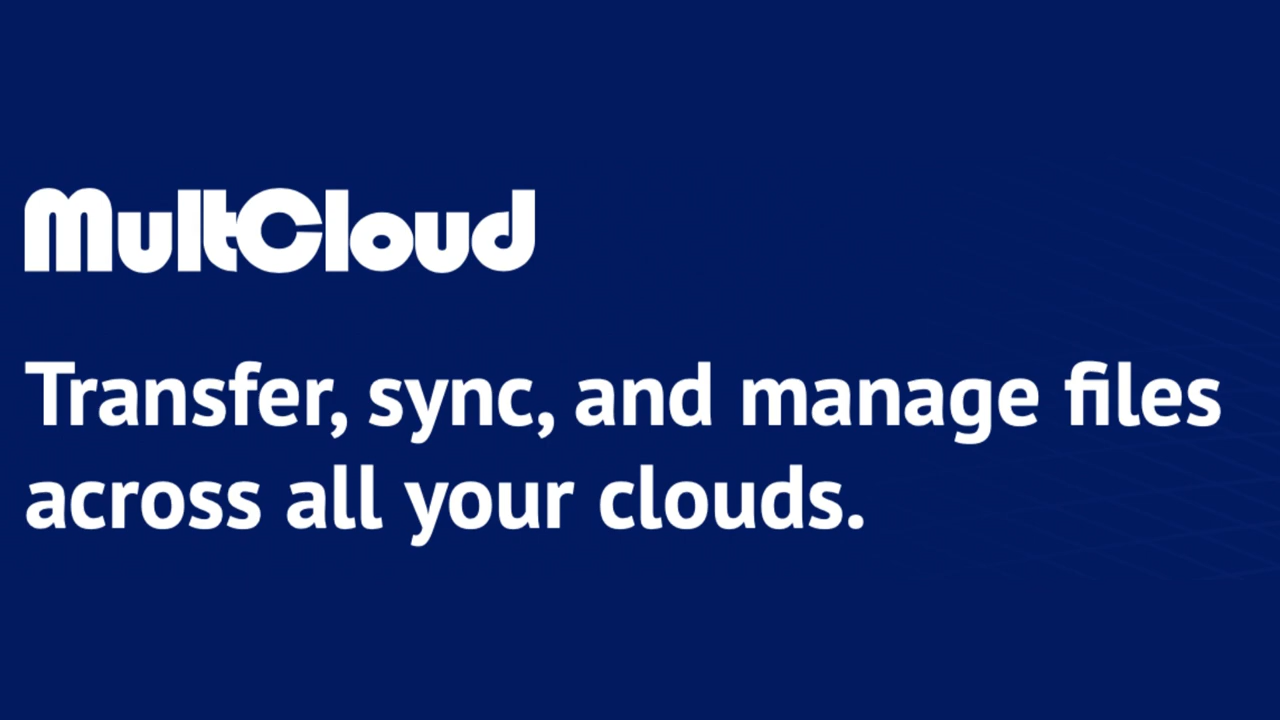 MultCloud
Transfer, sync, and manage files
across all your clouds.